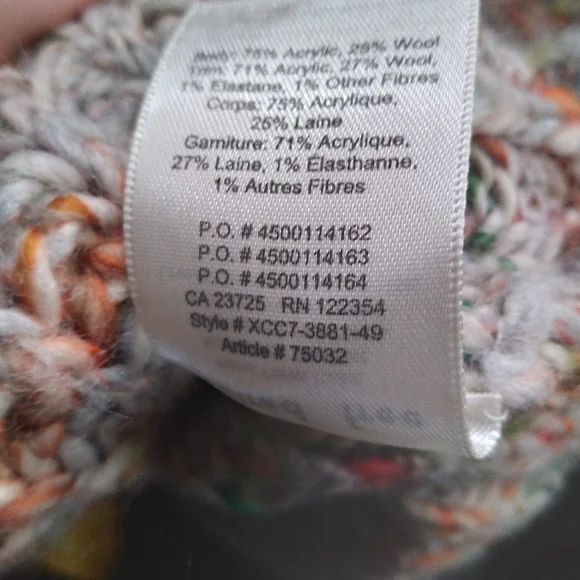 Body: 75% Acrylic, 25% Wool
Trim: 71% Acrylic, 27% Wool,
1% Elastane, 1% Other Fibres
Corps: 75% Acrylique,
25% Laine
Garniture: 71% Acrylique,
27% Laine, 1% Elasthanne,
1% Autres Fibres
P.O. # 4500114162
P.O. # 4500114163
P.O. # 4500114164
CA 23725 RN 122354
Style # XCC7-3881-49
Article # 75032